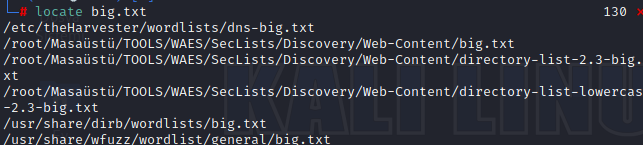 └─# locate big.txt 130 ⨯
/etc/theHarvester/wordlists/dns-big.txt
/root/Masaüstü/TOOLS/WAES/SecLists/Discovery/Web-Content/big.txt
/root/Masaüstü/TOOLS/WAES/SecLists/Discovery/Web-Content/directory-list-2.3-big.
xt
/root/Masaüstü/TOOLS/WAES/SecLists/Discovery/Web-Content/directory-list-lowercas
-2.3-big.txt
/usr/share/dirb/wordlists/big.txt
/usr/share/wfuzz/wordlist/general/big.txt
KALI LINU